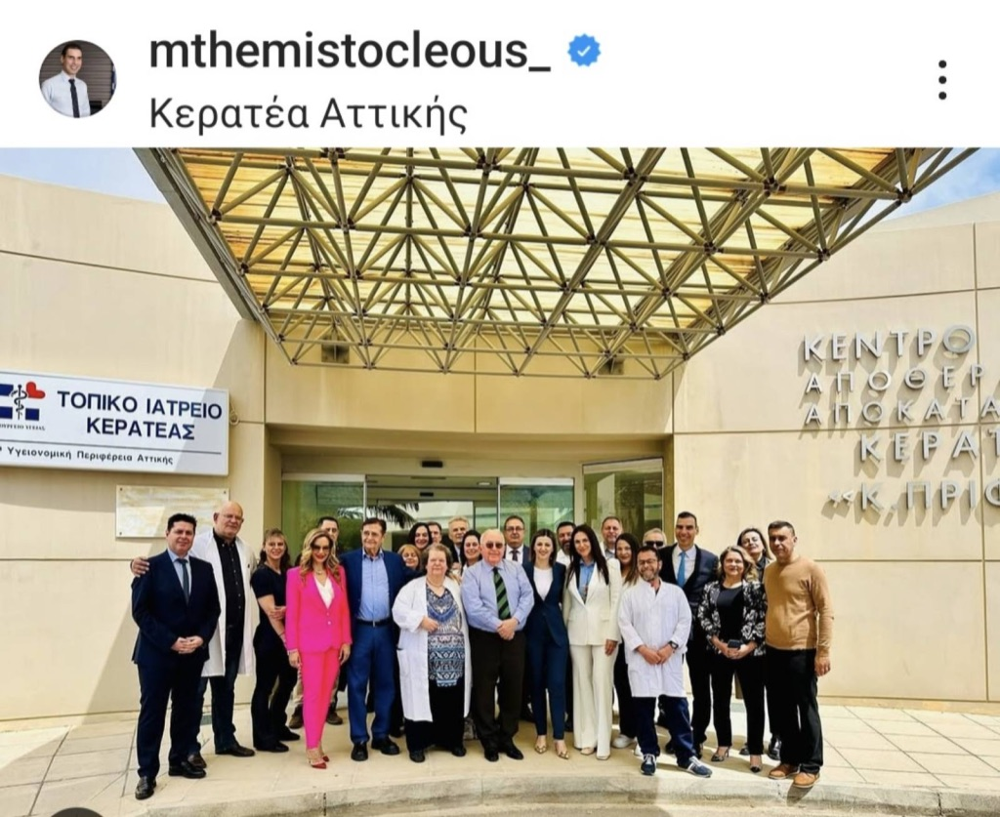 mthemistocleous_
Κερατέα Αττικής
ΤΟΠΙΚΟ ΙΑΤΡΕΙΟ
ΚΕΡΑΤΕΑΣ
Υγειονομική Περιφέρεια Αττικής
ΚΕΝΤΡΟ
ΑΠΟΘΕΡ
ΑΠΟΚΑΤΑ
ΚΕΡΑΤ
«Κ. ΠΡΙ